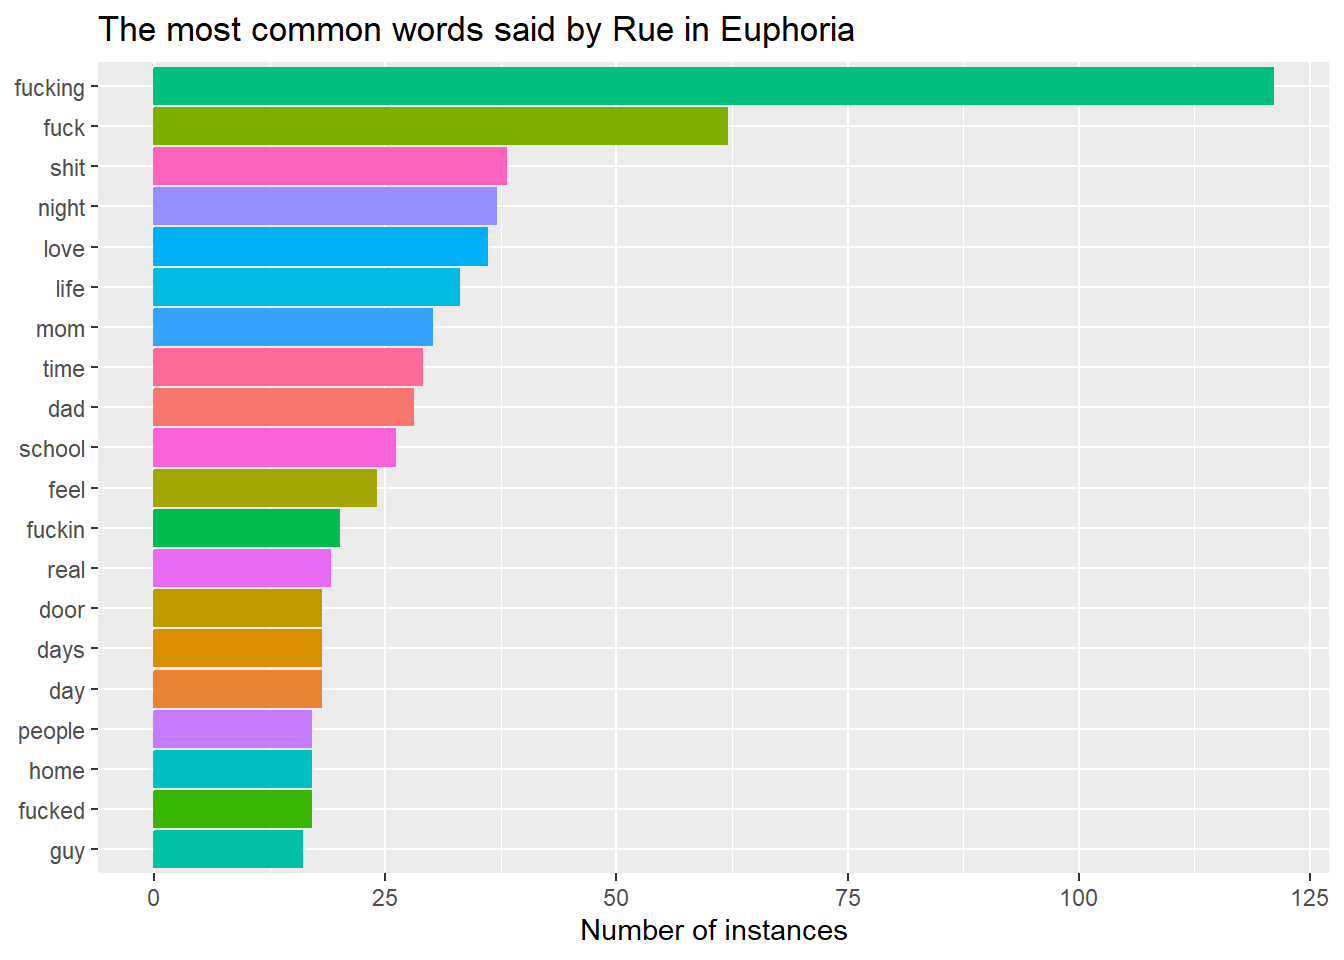 The most common words said by Rue in Euphoria
fucking
fuck
shit
night
love
life
mom
time
dad
school
feel
fuckin
real
door
days
day
people
home
fucked
guy
0 25 50 75 100 125
Number of instances